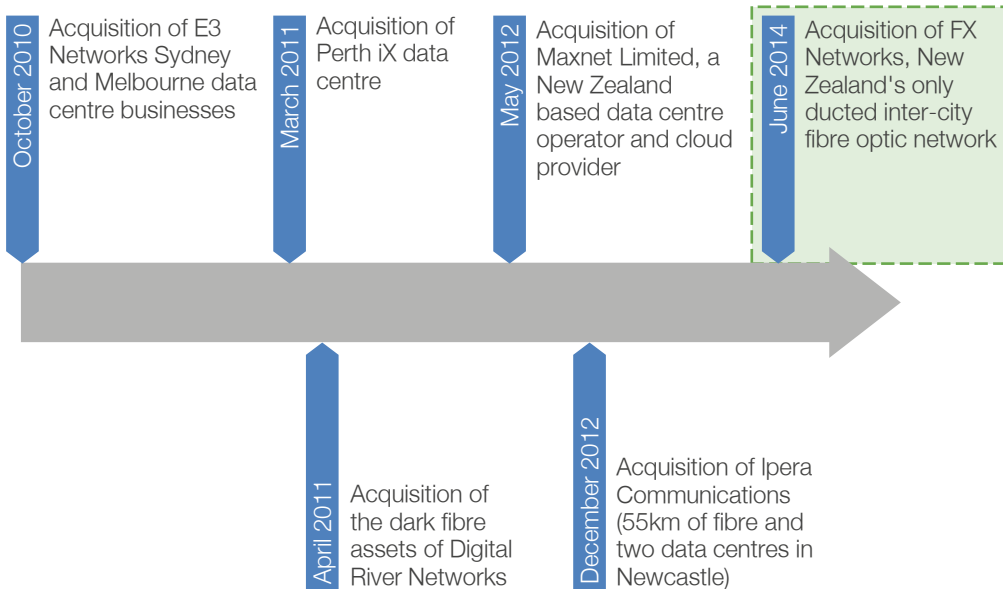 October 2010
Acquisition of E3
Networks Sydney
and Melbourne data
centre businesses
March 2011
Acquisition of
Perth iX data
centre
May 2012
Acquisition of
Maxnet Limited, a
New Zealand
based data centre
operator and cloud
provider
June 2014
Acquisition of FX
Networks, New
Zealand's only
ducted inter-city
fibre optic network
April 2011
Acquisition of
the dark fibre
assets of Digital
River Networks
December 2012
Acquisition of Ipera
Communications
(55km of fibre and
two data centres in
Newcastle)